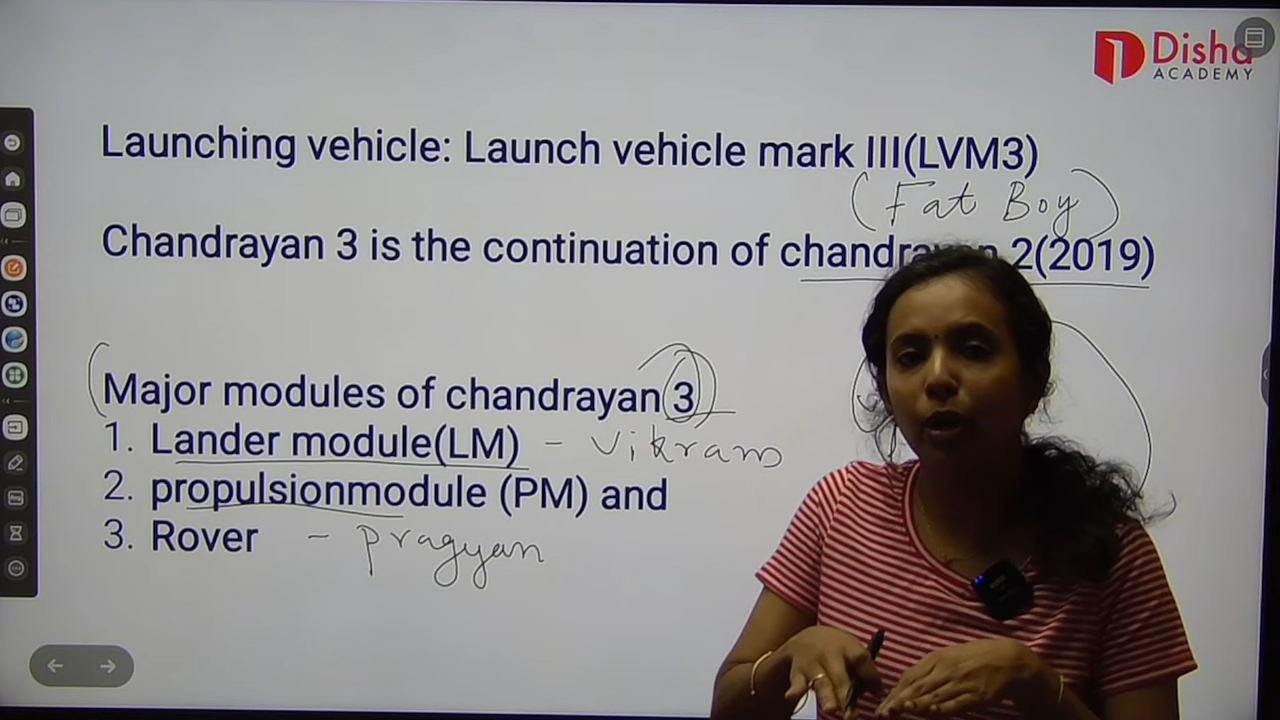 Disha
ACADEMY
Launching vehicle: Launch vehicle mark III(LVM3)
(Fat Boy)
Chandrayan 3 is the continuation of chandrayan 2(2019)
(Major modules of chandrayan 3)
1. Lander module(LM) - Vikram
2. propulsionmodule (PM) and
3. Rover - pragyan